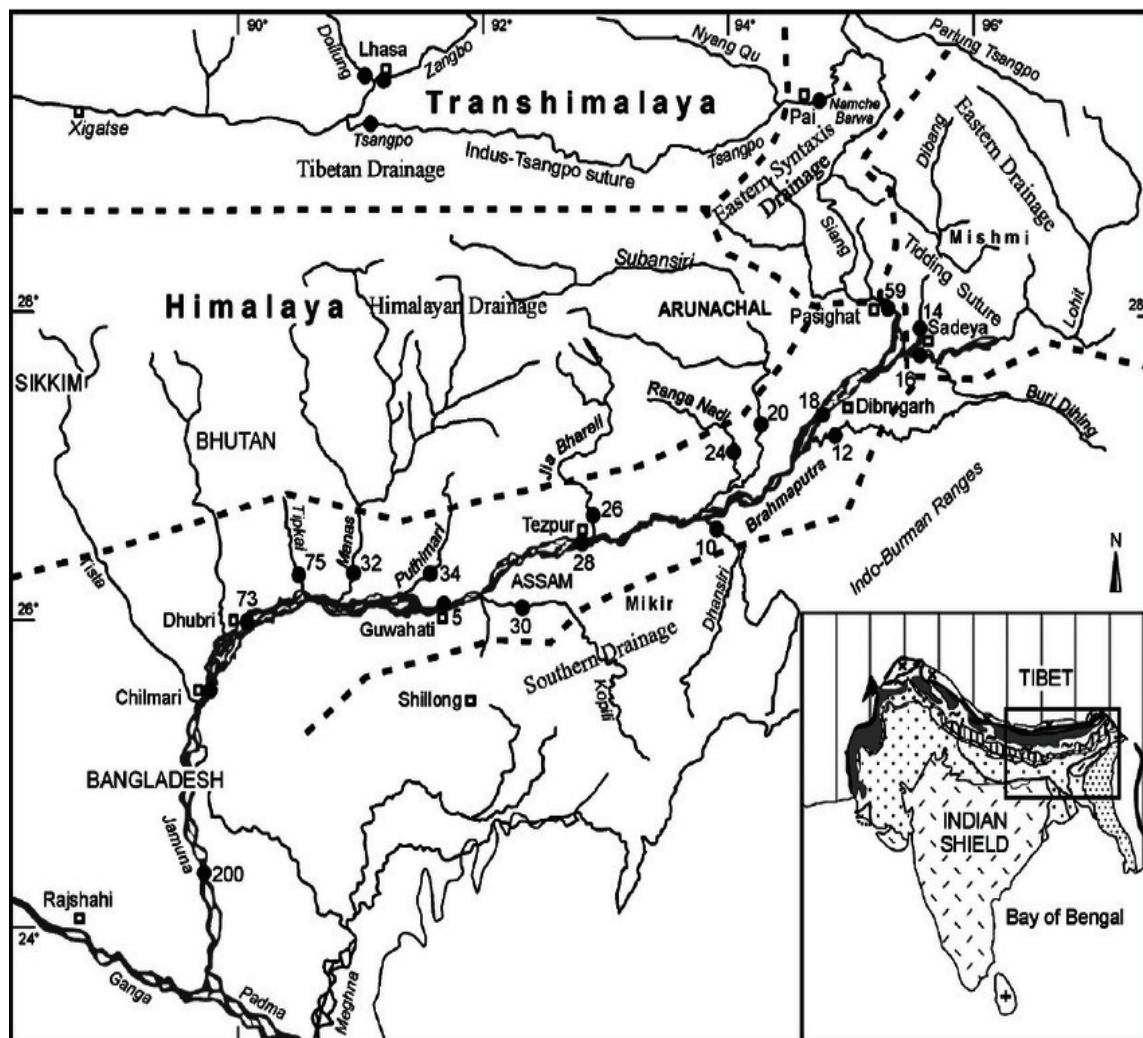 90°
92°
94°
96°
Doilung
Lhasa
Zangbo
Nyang Qu
Parlung Tsangpo
Transhimalaya
Xigatse
Tsangpo
Pai
Namche
Barwa
Tibetan Drainage
Indus-Tsangpo suture
Tsangpo
Eastern Syntaxis
Drainage
Dibang
Eastern Drainage
Siang
Mishmi
Tidding Suture
Lohit
Subansiri
Himalaya
Himalayan Drainage
ARUNACHAL
28°
28°
Pasighat
59
14
Sadeya
16
SIKKIM
BHUTAN
Ranga Nadi
20
18
Dibrugarh
Buri Dihing
Jia Bhareli
24
12
Brahmaputra
Indo-Burman Ranges
N
Tista
Tipkai
75
Manas
32
Puthimari
34
26
Tezpur
28
10
ASSAM
Mikir
Dhansiri
26°
Dhubri
73
Guwahati
5
30
Southern Drainage
Kopili
Chilmari
Shillong
BANGLADESH
Jamuna
200
Rajshahi
24°
Ganga
Padma
Meghna
TIBET
INDIAN
SHIELD
Bay of Bengal